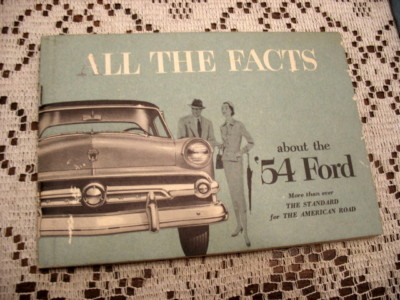 ALL THE FACTS
about the
'54 Ford
More than ever
THE STANDARD
for THE AMERICAN ROAD